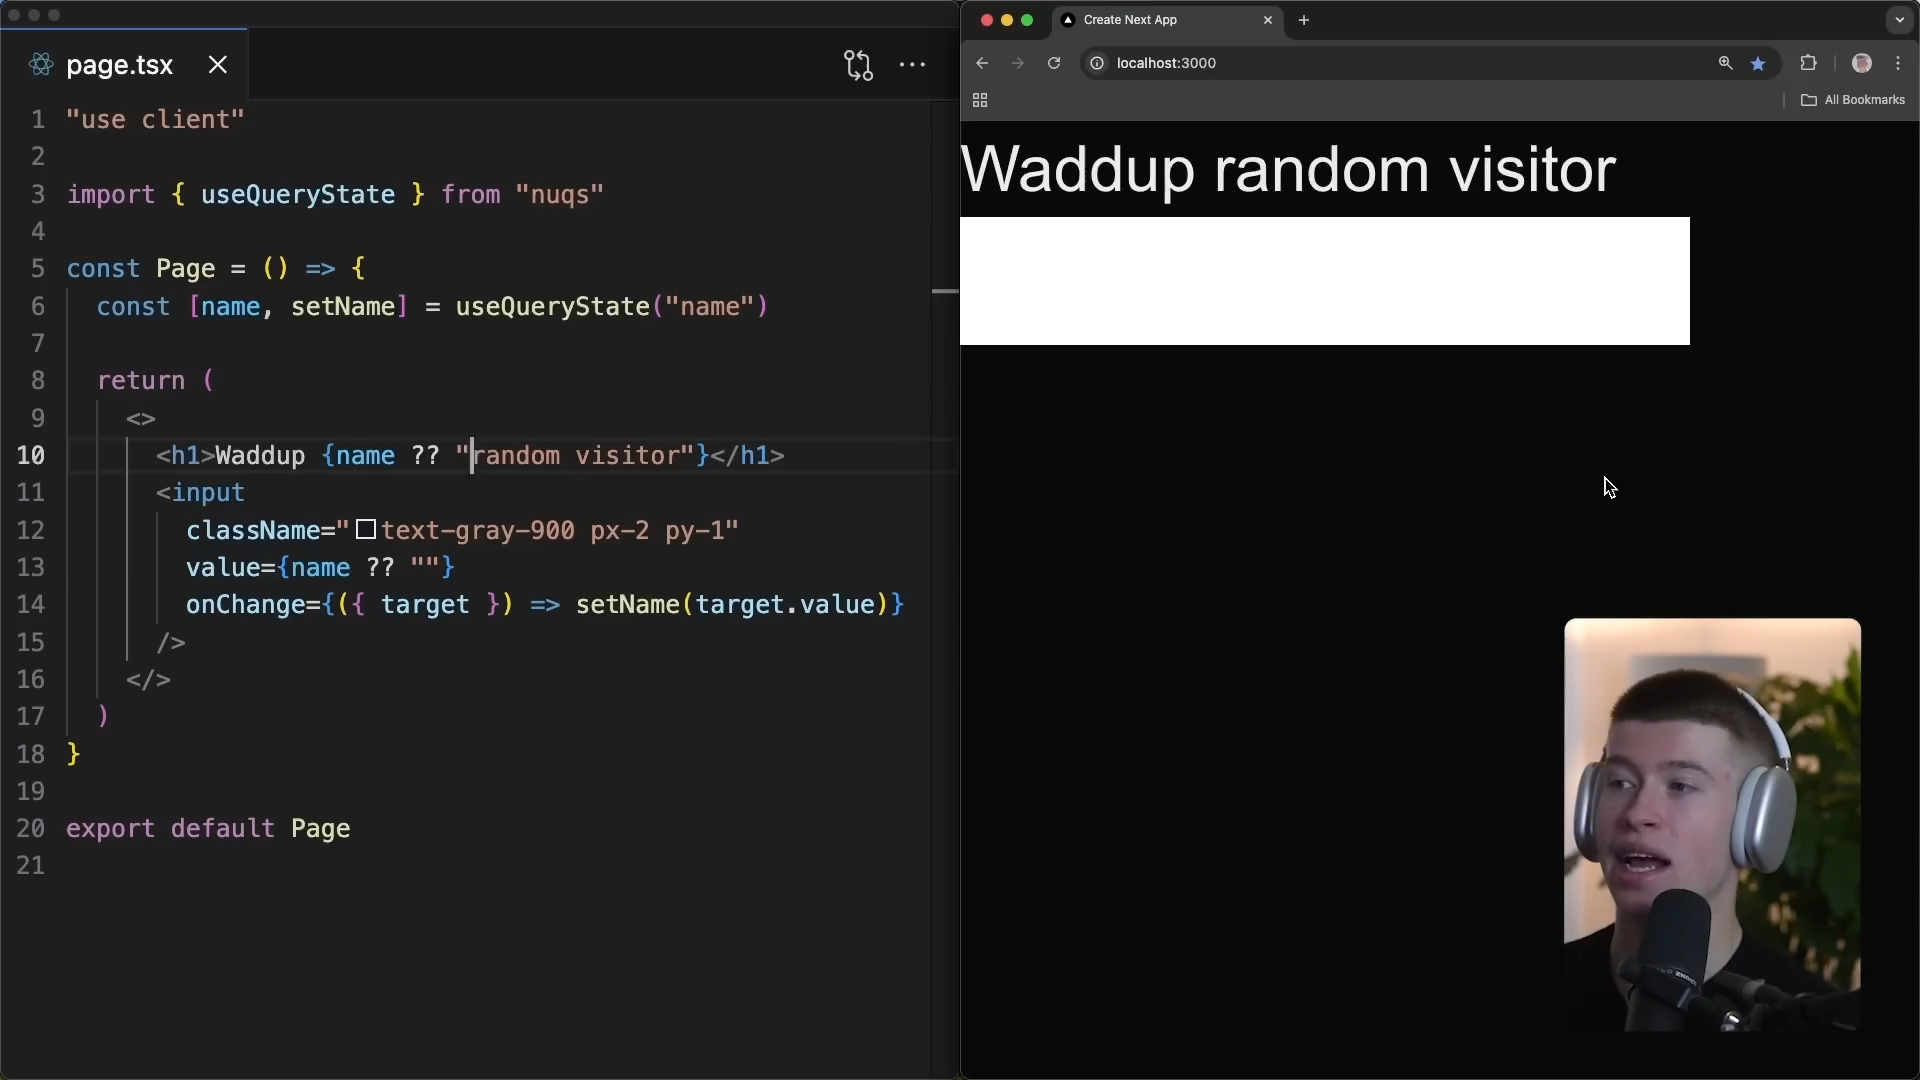 page.tsx
1 "use client"
2
3 import { useQueryState } from "nuqs"
4
5 const Page = () => {
6 const [name, setName] = useQueryState("name")
7
8 return (
9 <>
10 <h1>Waddup {name ?? "random visitor"}</h1>
11 <input
12 className="text-gray-900 px-2 py-1"
13 value={name ?? ""}
14 onChange={({ target }) => setName(target.value)}
15 />
16 </>
17 )
18 }
19
20 export default Page
21
Create Next App
localhost:3000
All Bookmarks
Waddup random visitor